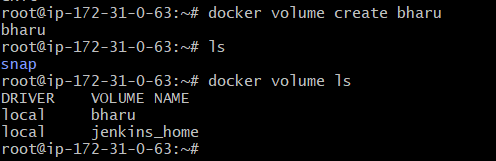 root@ip-172-31-0-63:~# docker volume create bharu
bharu
root@ip-172-31-0-63:~# ls
snap
root@ip-172-31-0-63:~# docker volume ls
DRIVER    VOLUME NAME
local     bharu
local     jenkins_home
root@ip-172-31-0-63:~#